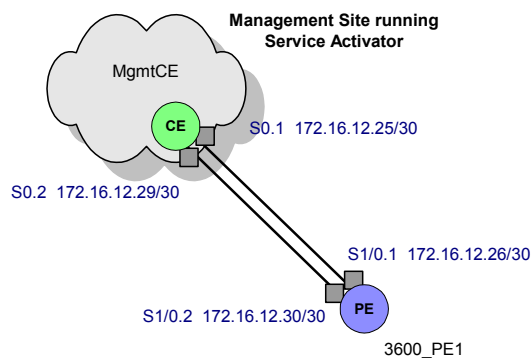 Management Site running
Service Activator
MgmtCE
CE
S0.1 172.16.12.25/30
S0.2 172.16.12.29/30
S1/0.1 172.16.12.26/30
S1/0.2 172.16.12.30/30
PE
3600_PE1